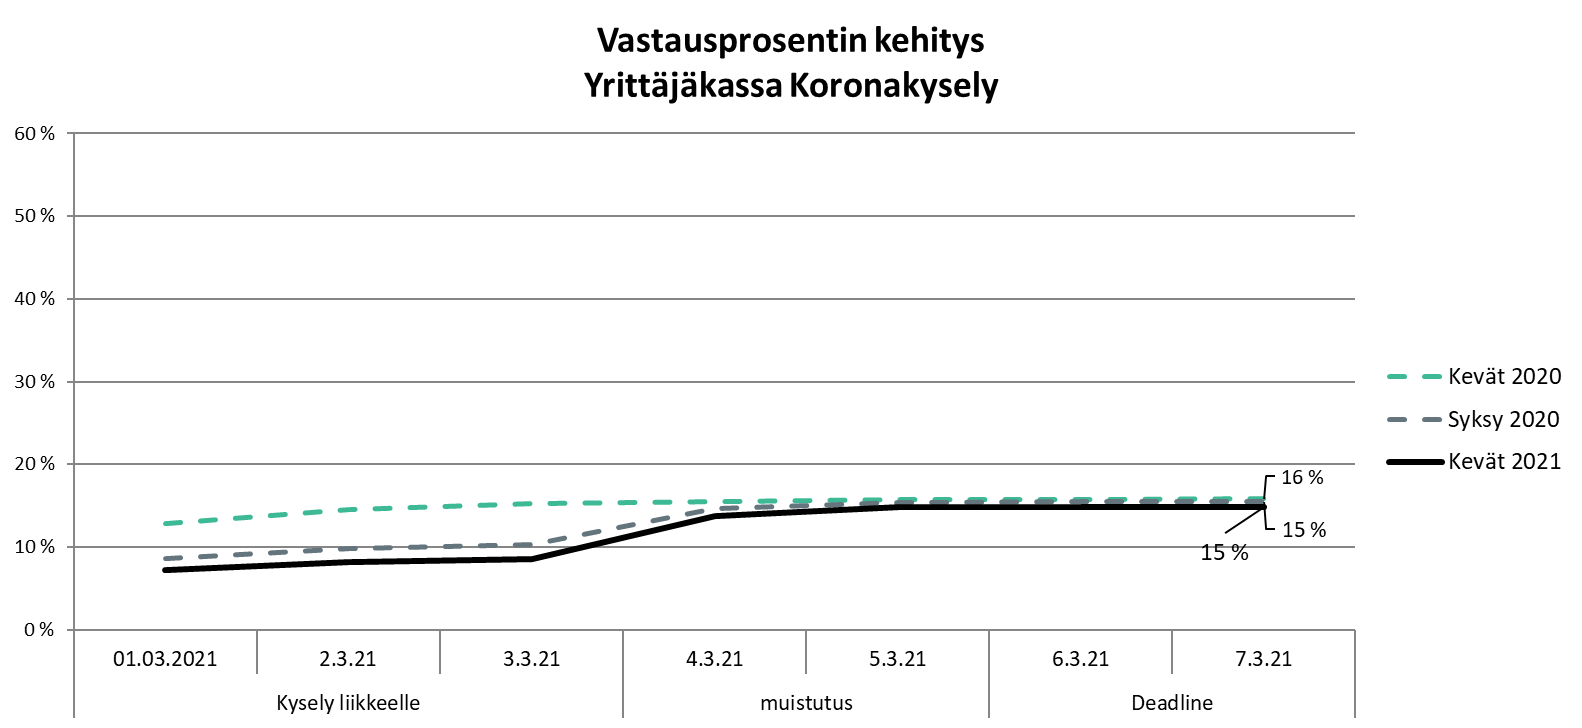 Vastausprosentin kehitys
Yrittäjäkassa Koronakysely
60 %
50 %
40 %
30 %
20 %
10 %
0 %
Kevät 2020
Syksy 2020
Kevät 2021
16 %
15 %
15 %
01.03.2021 2.3.21 3.3.21 4.3.21 5.3.21 6.3.21 7.3.21
Kysely liikkeelle muistutus Deadline